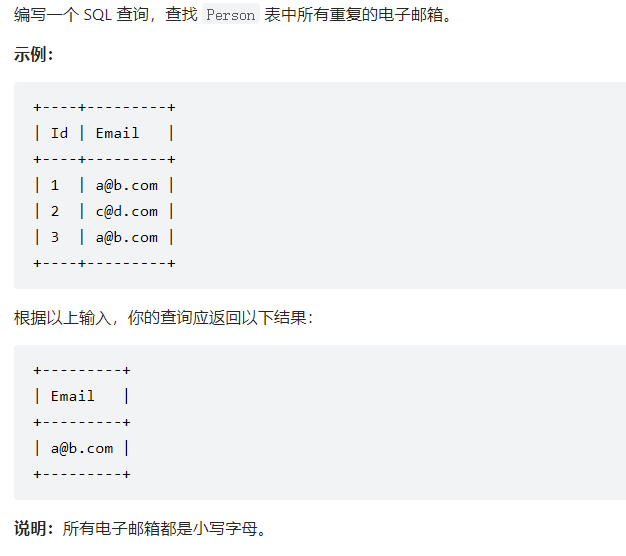 编写一个 SQL 查询，查找 Person 表中所有重复的电子邮箱。
示例：
+----+---------+
| Id | Email   |
+----+---------+
| 1  | a@b.com |
| 2  | c@d.com |
| 3  | a@b.com |
+----+---------+
根据以上输入，你的查询应返回以下结果：
+---------+
| Email   |
+---------+
| a@b.com |
+---------+
说明：所有电子邮箱都是小写字母。